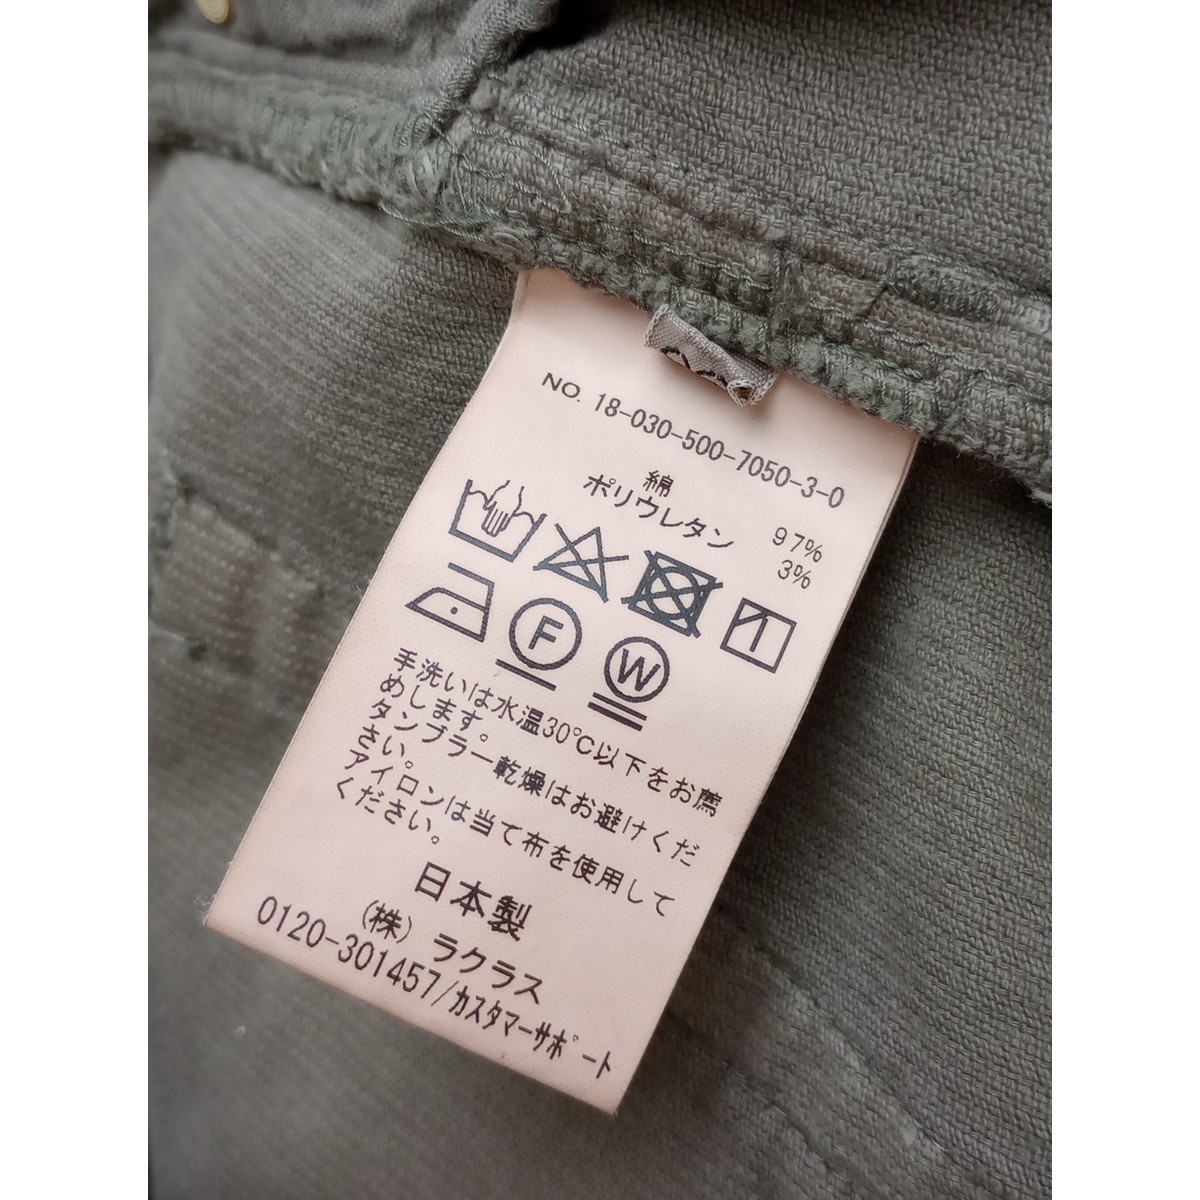 NO. 18-030-500-7050-3-0
綿 97%
ポリウレタン 3%
F
W
手洗いは水温30℃以下をお薦
めします。
タンブラー乾燥はお避けくだ
さい。
アイロンは当て布を使用して
ください。
日本製
(株) ラクラス
0120-301457/カスタマーサポート